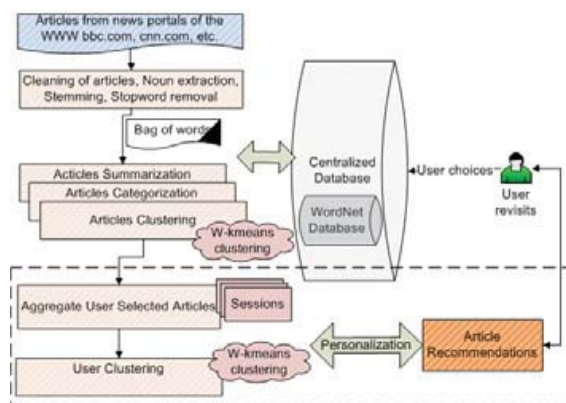 Articles from news portals of the
WWW bbc.com, cnn.com, etc.
Cleaning of articles, Noun extraction,
Stemming, Stopword removal
Bag of words
Acticles Summarization
Articles Categorization
Articles Clustering
W-kmeans
clustering
Centralized
Database
WordNet
Database
User choices
User
revisits
Aggregate User Selected Articles
Sessions
User Clustering
W-kmeans
clustering
Personalization
Article
Recommendations